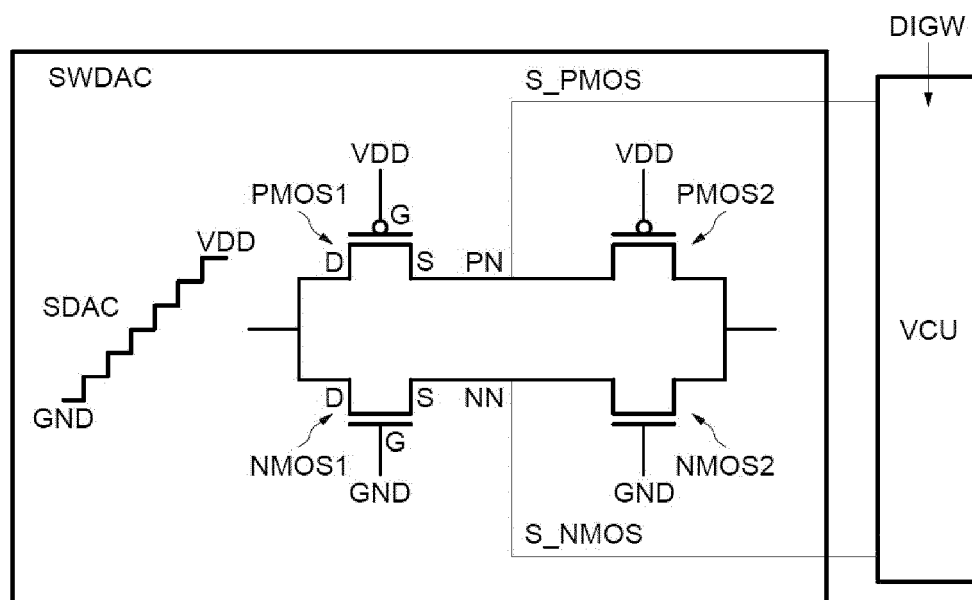 DIGW
SWDAC
S_PMOS
VDD
VDD
PMOS1
G
PMOS2
VDD
D
S
PN
SDAC
VCU
GND
D
S
NN
NMOS1
G
NMOS2
GND
GND
S_NMOS